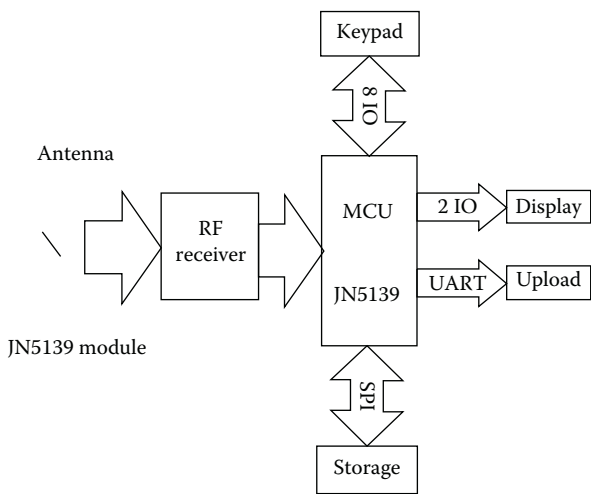 Keypad
8 IO
Antenna
RF
receiver
MCU
JN5139
2 IO
Display
UART
Upload
JN5139 module
SPI
Storage